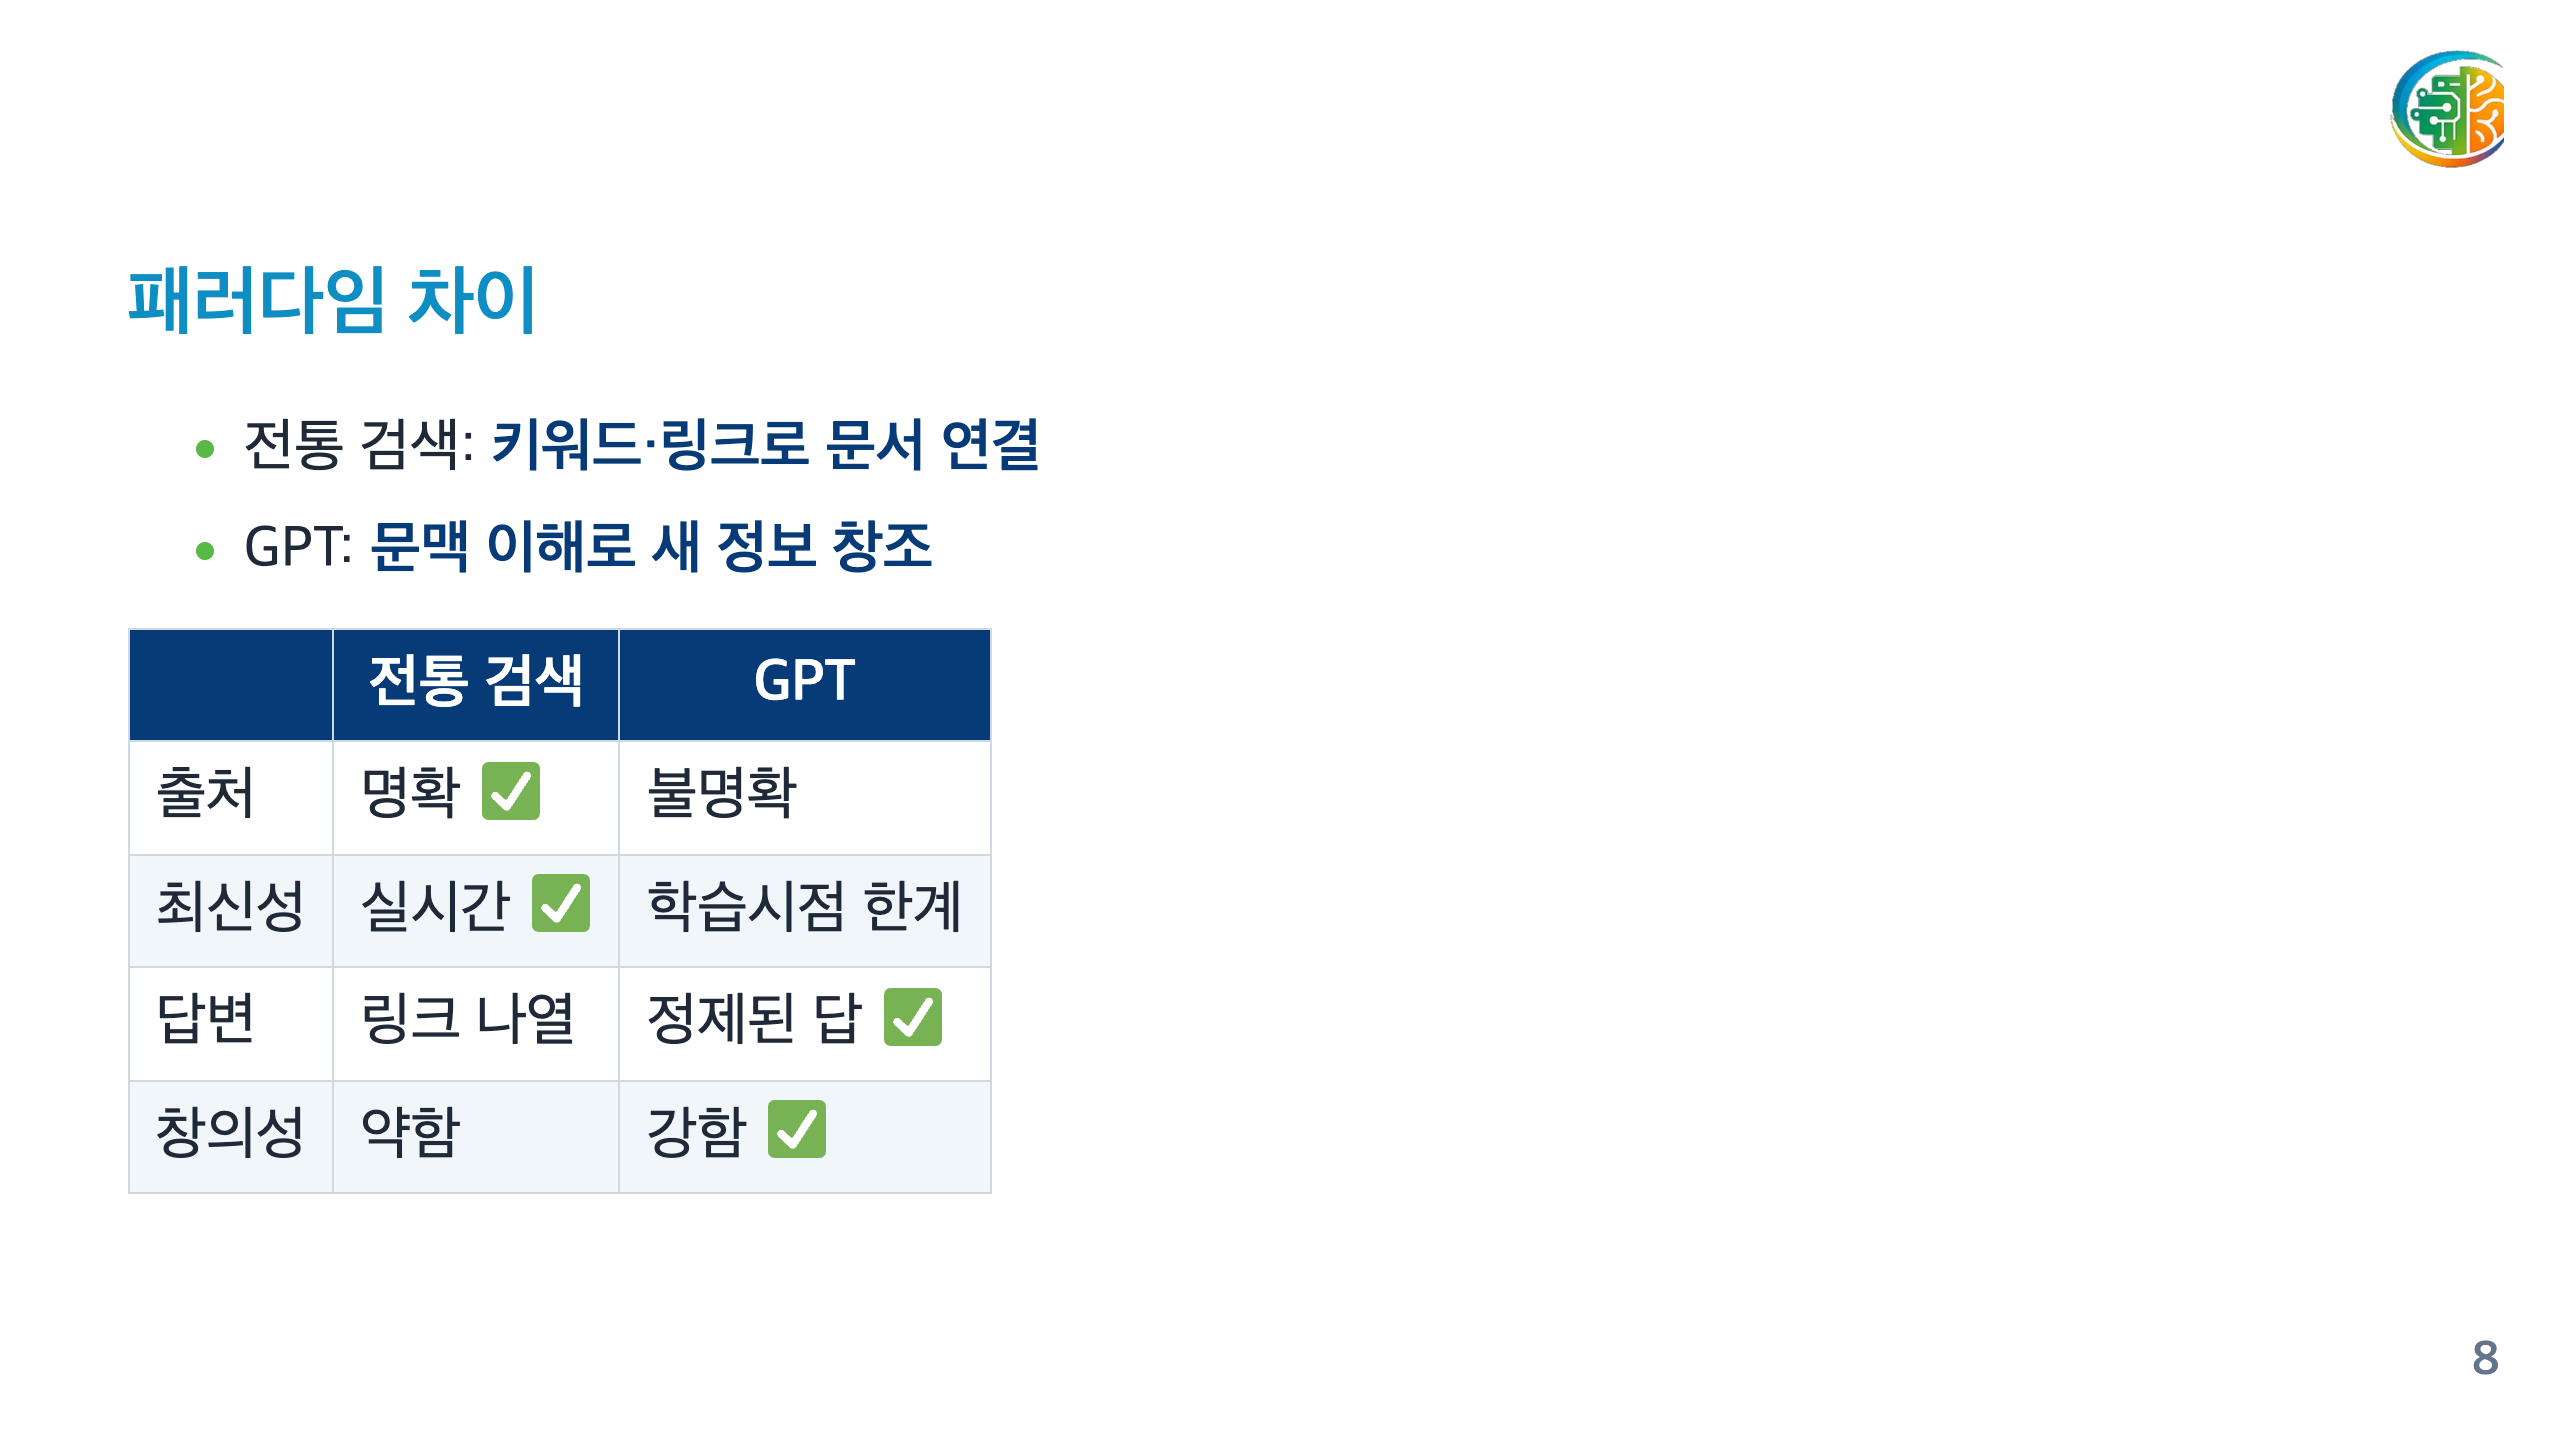 패러다임 차이
• 전통 검색: 키워드·링크로 문서 연결
• GPT: 문맥 이해로 새 정보 창조
전통 검색 GPT
출처 명확 ✅ 불명확
최신성 실시간 ✅ 학습시점 한계
답변 링크 나열 정제된 답 ✅
창의성 약함 강함 ✅
8